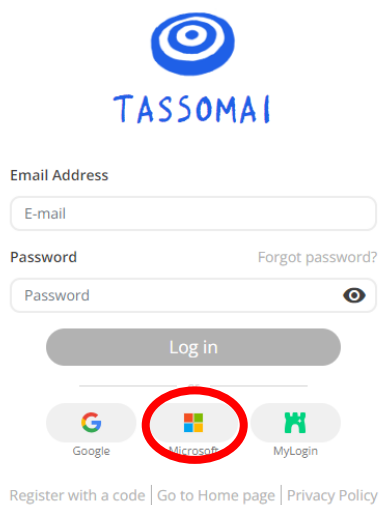 TASSOMAI
Email Address
E-mail
Password Forgot password?
Password
Log in
Google Microsoft MyLogin
Register with a code | Go to Home page | Privacy Policy